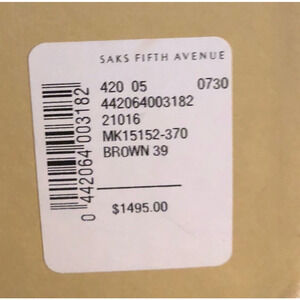 SAKS FIFTH AVENUE
420 05 0730
442064003182
21016
MK15152-370
BROWN 39
$1495.00
0 442064 003182